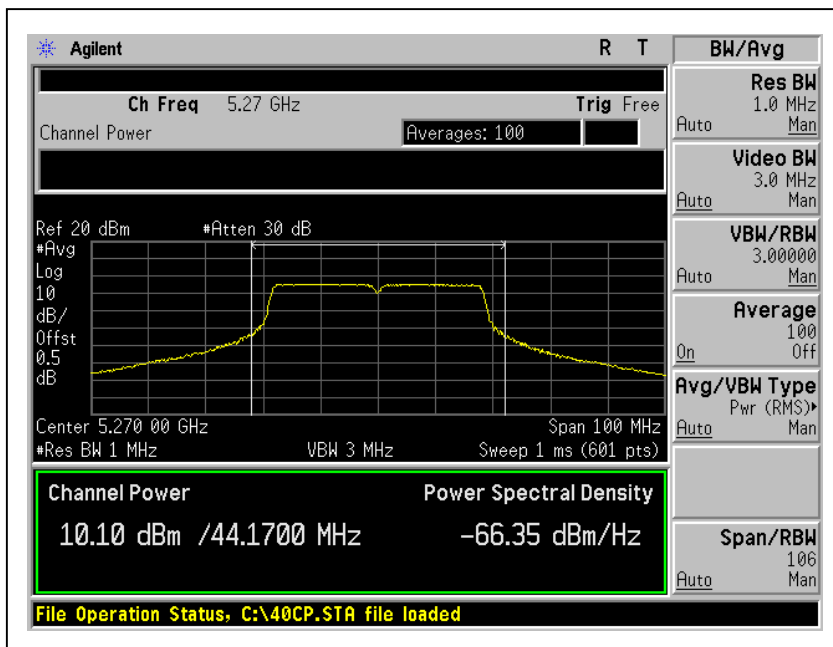 Agilent R T BW/Avg
Ch Freq 5.27 GHz Trig Free
Channel Power Averages: 100
Ref 20 dBm #Atten 30 dB
#Avg
Log
10
dB/
Offst
0.5
dB
Center 5.270 00 GHz Span 100 MHz
#Res BW 1 MHz VBW 3 MHz Sweep 1 ms (601 pts)
Channel Power Power Spectral Density
10.10 dBm /44.1700 MHz -66.35 dBm/Hz
File Operation Status, C:\40CP.STA file loaded
Res BW
1.0 MHz
Auto Man
Video BW
3.0 MHz
Auto Man
VBW/RBW
3.00000
Auto Man
Average
100
On Off
Avg/VBW Type
Pwr (RMS)▸
Auto Man
Span/RBW
106
Auto Man